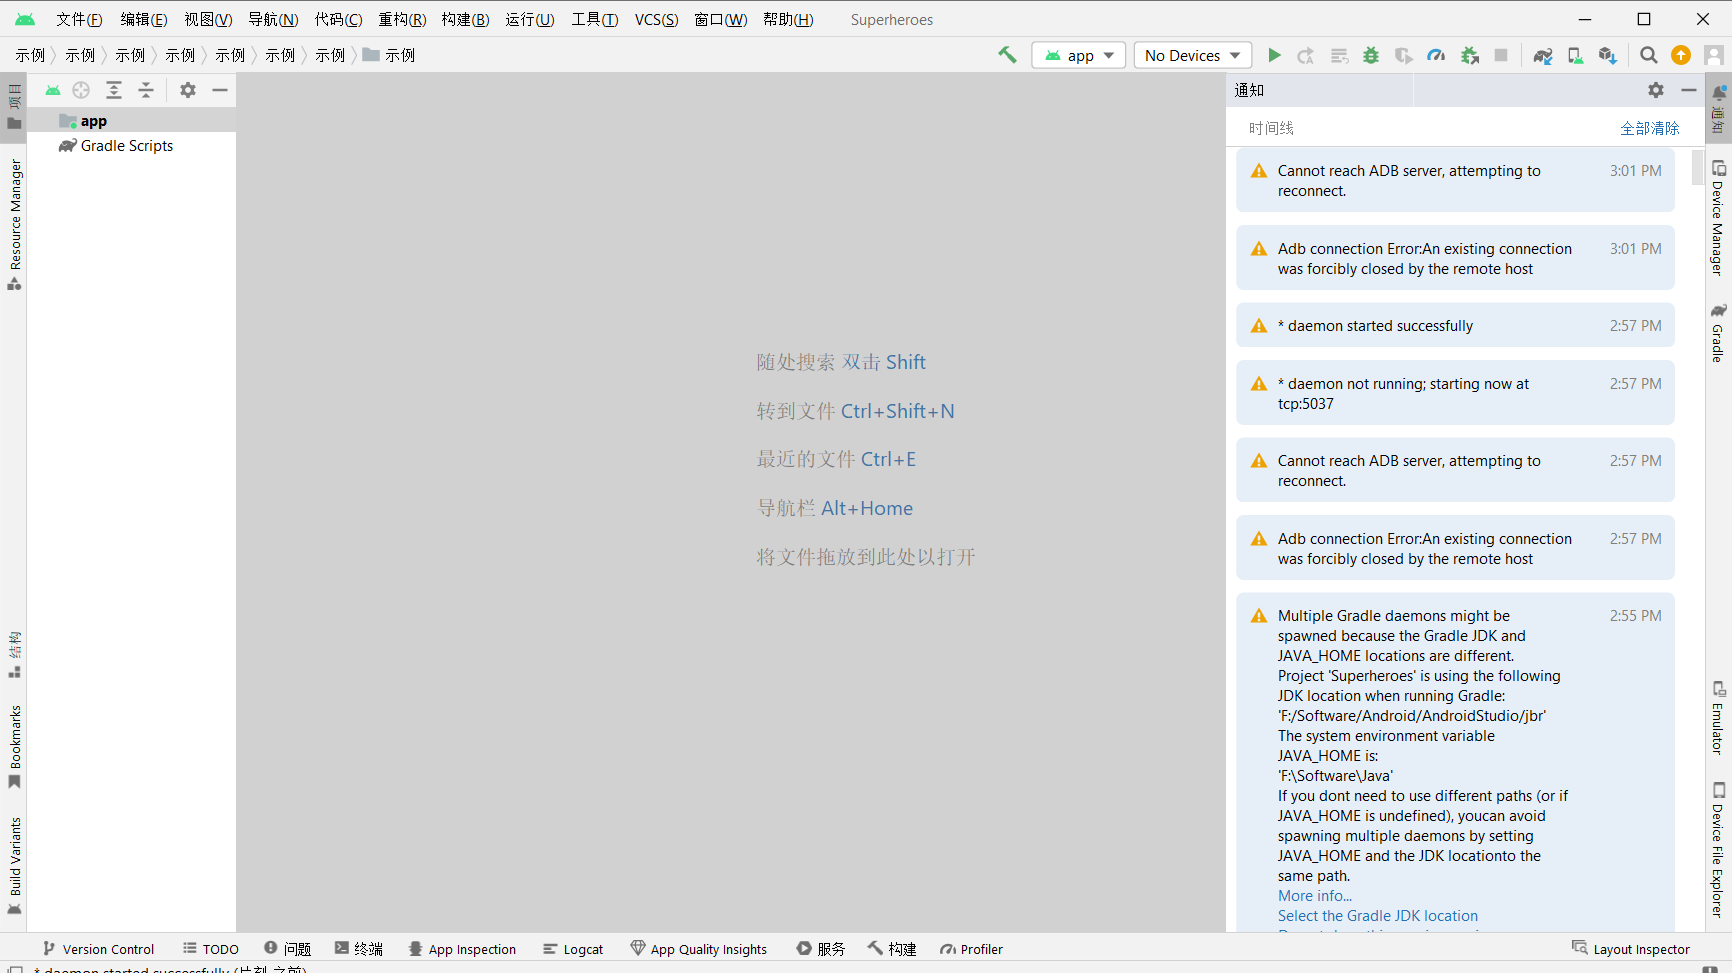 文件(F) 编辑(E) 视图(V) 导航(N) 代码(C) 重构(R) 构建(B) 运行(U) 工具(T) VCS(S) 窗口(W) 帮助(H) Superheroes
示例 示例 示例 示例 示例 示例 示例 示例 app No Devices
项目
app
Gradle Scripts
Resource Manager
结构
Bookmarks
Build Variants
随处搜索 双击 Shift
转到文件 Ctrl+Shift+N
最近的文件 Ctrl+E
导航栏 Alt+Home
将文件拖放到此处以打开
通知
时间线 全部清除
Cannot reach ADB server, attempting to 3:01 PM
reconnect.
Adb connection Error:An existing connection 3:01 PM
was forcibly closed by the remote host
* daemon started successfully 2:57 PM
* daemon not running; starting now at 2:57 PM
tcp:5037
Cannot reach ADB server, attempting to 2:57 PM
reconnect.
Adb connection Error:An existing connection 2:57 PM
was forcibly closed by the remote host
Multiple Gradle daemons might be 2:55 PM
spawned because the Gradle JDK and
JAVA_HOME locations are different.
Project 'Superheroes' is using the following
JDK location when running Gradle:
'F:/Software/Android/AndroidStudio/jbr'
The system environment variable
JAVA_HOME is:
'F:\Software\Java'
If you dont need to use different paths (or if
JAVA_HOME is undefined), youcan avoid
spawning multiple daemons by setting
JAVA_HOME and the JDK locationto the
same path.
More info...
Select the Gradle JDK location
通知
Device Manager
Gradle
Emulator
Device File Explorer
Version Control TODO 问题 终端 App Inspection Logcat App Quality Insights 服务 构建 Profiler Layout Inspector
* daemon started successfully (片刻 之前)